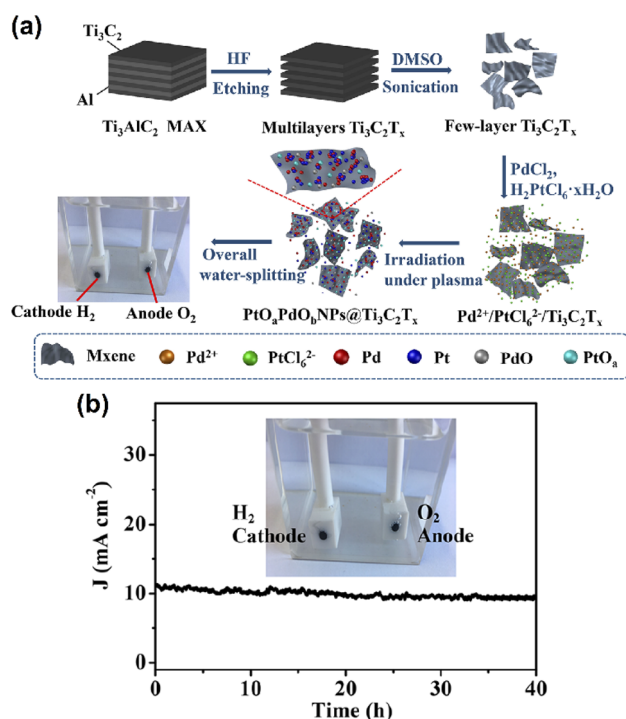 (a)
Ti₃C₂
Al
HF
Etching
DMSO
Sonication
Ti₃AlC₂ MAX
Multilayers Ti₃C₂Tₓ
Few-layer Ti₃C₂Tₓ
PdCl₂,
H₂PtCl₆·xH₂O
Overall
water-splitting
Irradiation
under plasma
Cathode H₂
Anode O₂
PtOₐPdO_bNPs@Ti₃C₂Tₓ
Pd²⁺/PtCl₆²⁻/Ti₃C₂Tₓ
Mxene
Pd²⁺
PtCl₆²⁻
Pd
Pt
PdO
PtOₐ
(b)
J (mA cm⁻²)
30
20
10
0
H₂
Cathode
O₂
Anode
0
10
20
30
40
Time (h)